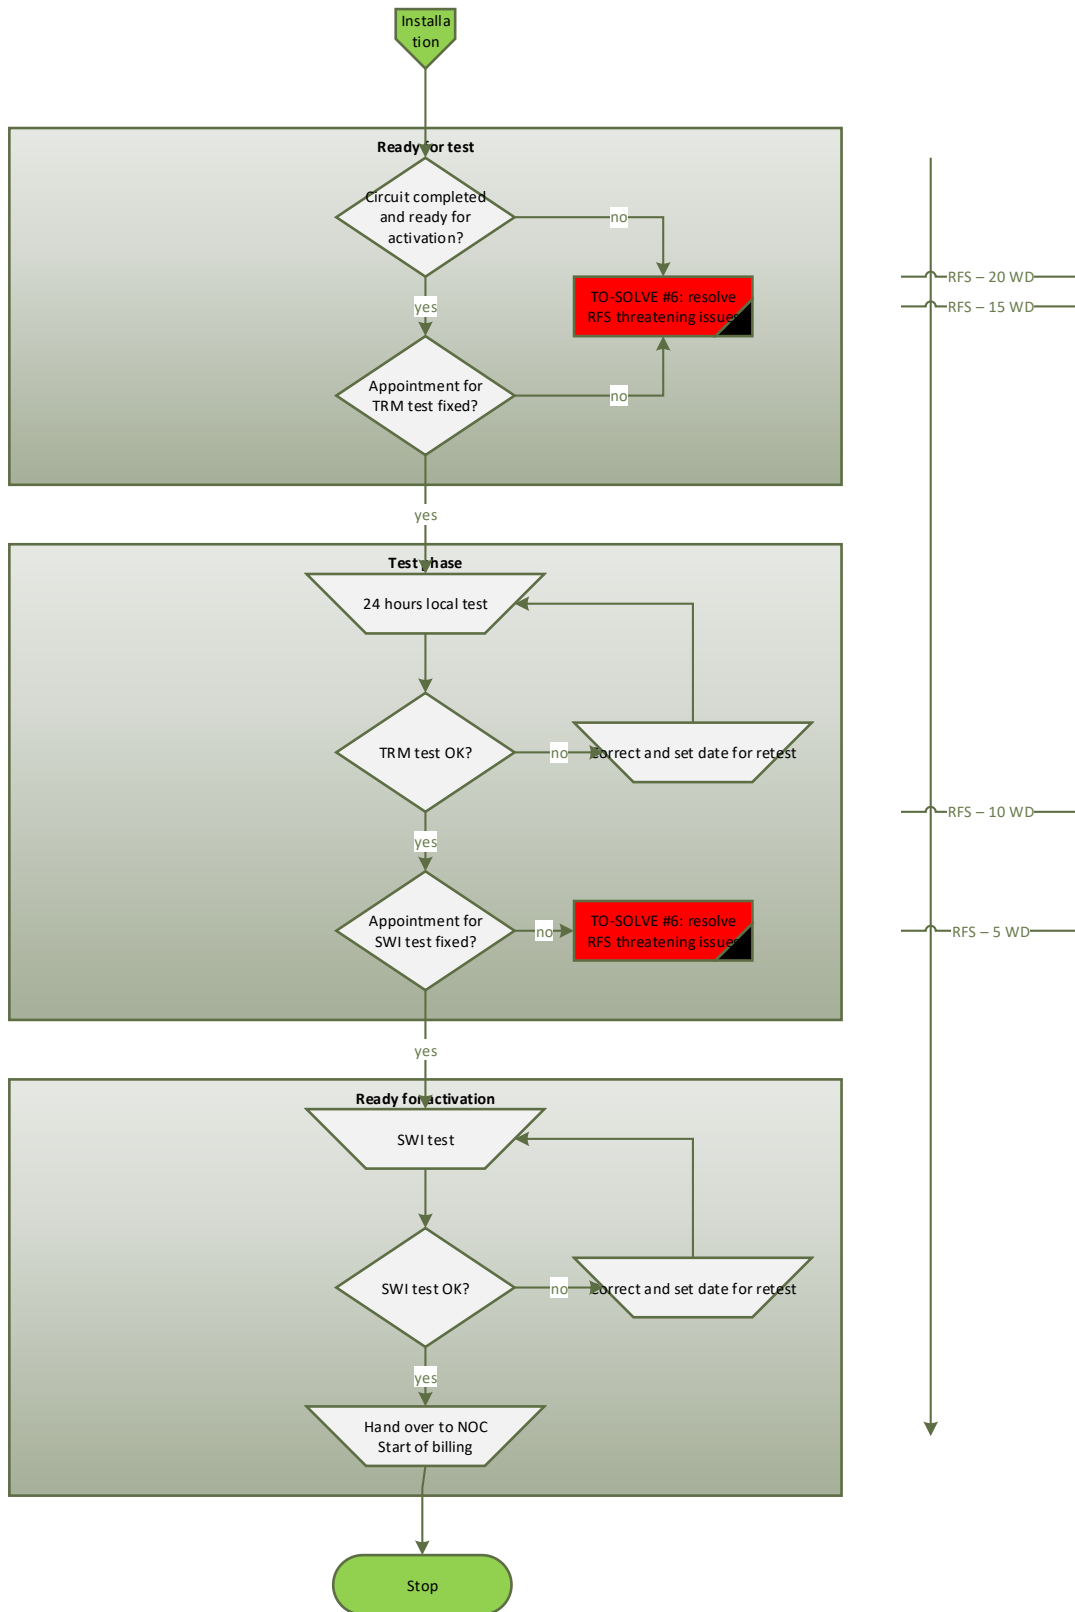 Installa
tion
Ready for test
Circuit completed
and ready for
activation?
no
TO-SOLVE #6: resolve
RFS threatening issues
RFS – 20 WD
RFS – 15 WD
yes
Appointment for
TRM test fixed?
no
yes
Test phase
24 hours local test
TRM test OK?
no
Correct and set date for retest
RFS – 10 WD
yes
Appointment for
SWI test fixed?
no
TO-SOLVE #6: resolve
RFS threatening issues
RFS – 5 WD
yes
Ready for activation
SWI test
SWI test OK?
no
Correct and set date for retest
yes
Hand over to NOC
Start of billing
Stop